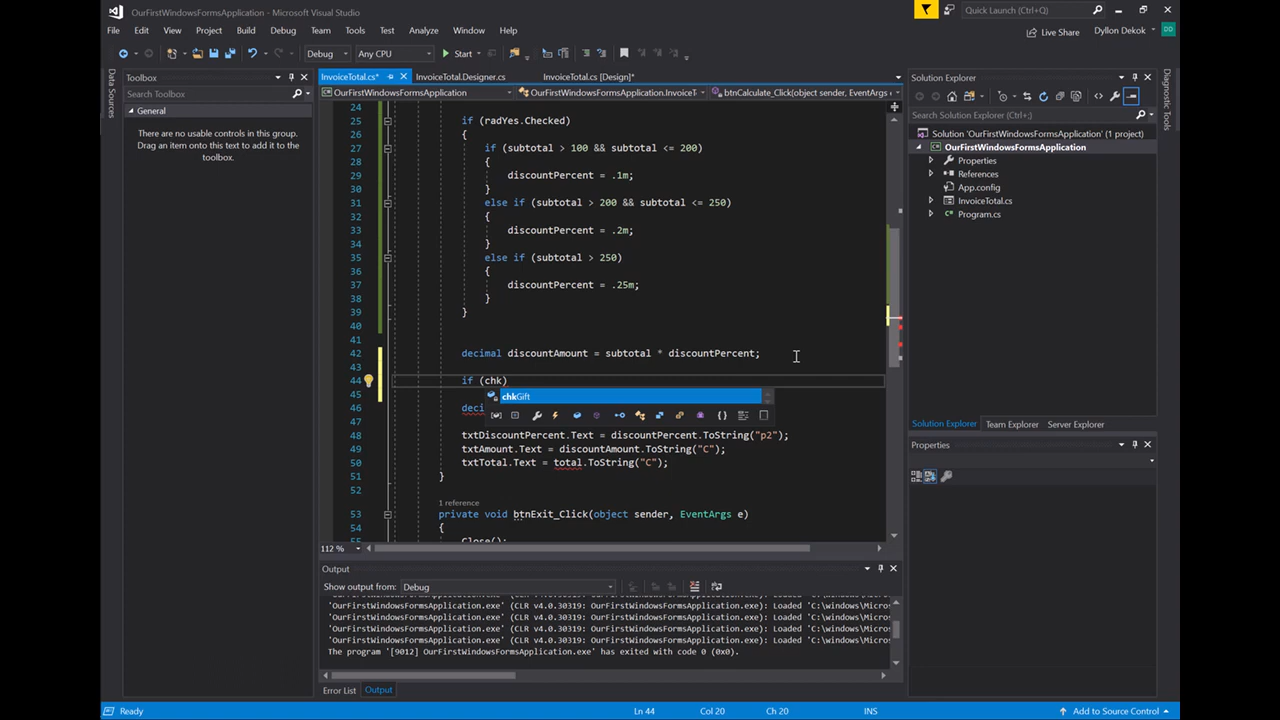 OurFirstWindowsFormsApplication - Microsoft Visual Studio
Quick Launch (Ctrl+Q)
File Edit View Project Build Debug Team Tools Test Analyze Window Help
Live Share
Dyllon Dekok
DD
Debug Any CPU Start
Data Sources
Toolbox
Search Toolbox
General
There are no usable controls in this group.
Drag an item onto this text to add it to the
toolbox.
InvoiceTotal.cs* InvoiceTotal.Designer.cs InvoiceTotal.cs [Design]*
OurFirstWindowsFormsApplication OurFirstWindowsFormsApplication.InvoiceT btnCalculate_Click(object sender, EventArgs e
24
25 if (radYes.Checked)
26 {
27 if (subtotal > 100 && subtotal <= 200)
28 {
29 discountPercent = .1m;
30 }
31 else if (subtotal > 200 && subtotal <= 250)
32 {
33 discountPercent = .2m;
34 }
35 else if (subtotal > 250)
36 {
37 discountPercent = .25m;
38 }
39 }
40
41
42 decimal discountAmount = subtotal * discountPercent;
43
44 if (chk)
45 chkGift
46 deci
47
48 txtDiscountPercent.Text = discountPercent.ToString("p2");
49 txtAmount.Text = discountAmount.ToString("C");
50 txtTotal.Text = total.ToString("C");
51 }
52
1 reference
53 private void btnExit_Click(object sender, EventArgs e)
54 {
55 Close();
112 %
Output
Show output from: Debug
'OurFirstWindowsFormsApplication.exe' (CLR v4.0.30319: OurFirstWindowsFormsApplication.exe): Loaded 'C:\windows\Micros
'OurFirstWindowsFormsApplication.exe' (CLR v4.0.30319: OurFirstWindowsFormsApplication.exe): Loaded 'C:\windows\Micros
'OurFirstWindowsFormsApplication.exe' (CLR v4.0.30319: OurFirstWindowsFormsApplication.exe): Loaded 'C:\windows\Micros
'OurFirstWindowsFormsApplication.exe' (CLR v4.0.30319: OurFirstWindowsFormsApplication.exe): Loaded 'C:\windows\Micros
The program '[9012] OurFirstWindowsFormsApplication.exe' has exited with code 0 (0x0).
Error List Output
Solution Explorer
Search Solution Explorer (Ctrl+;)
Solution 'OurFirstWindowsFormsApplication' (1 project)
OurFirstWindowsFormsApplication
Properties
References
App.config
InvoiceTotal.cs
Program.cs
Solution Explorer Team Explorer Server Explorer
Properties
Diagnostic Tools
Ready
Ln 44 Col 20 Ch 20 INS
Add to Source Control